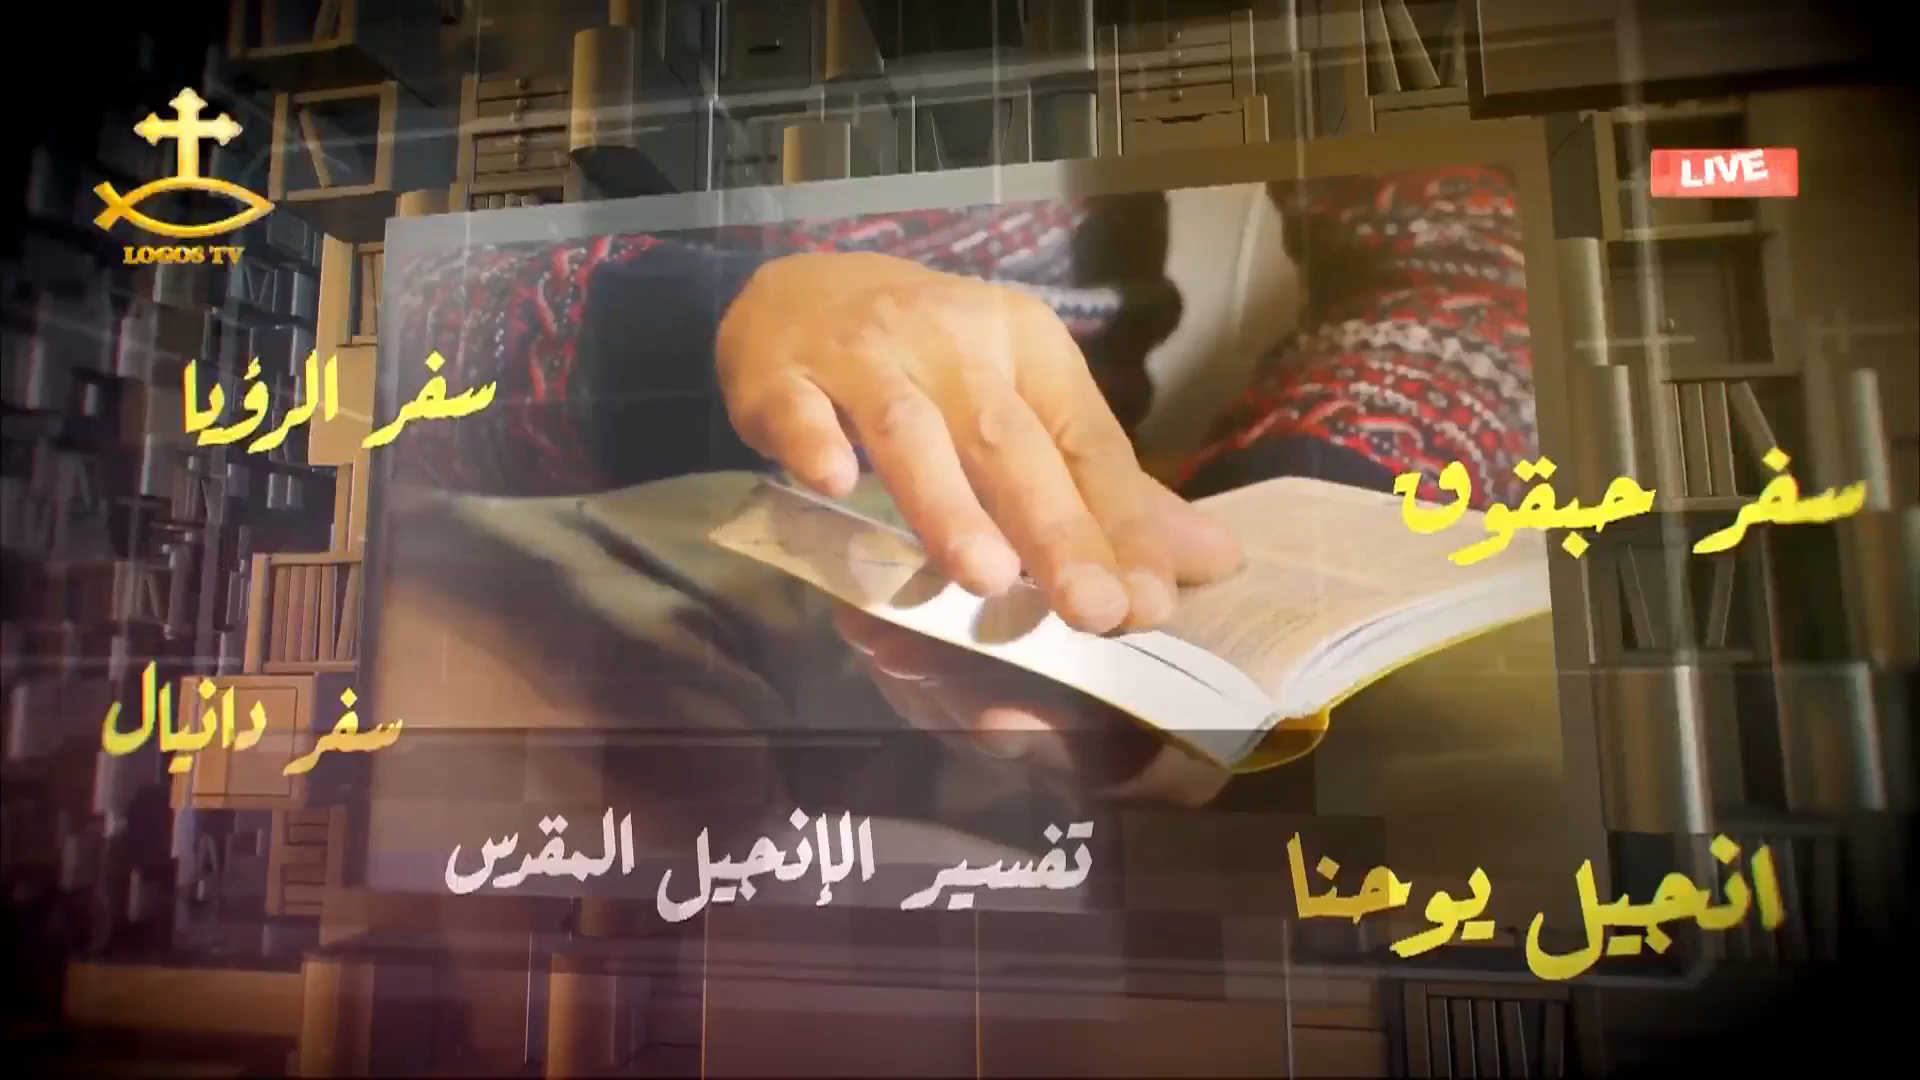 LOGOS TV
LIVE
سفر الرؤيا
سفر حبقوق
سفر دانيال
تفسير الإنجيل المقدس
انجيل يوحنا